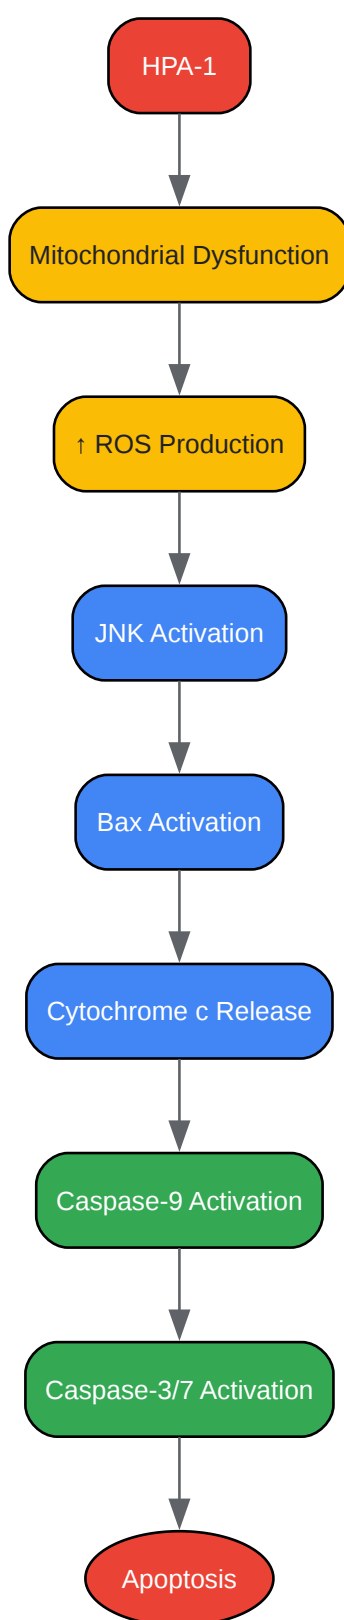 HPA-1
Mitochondrial Dysfunction
↑ ROS Production
JNK Activation
Bax Activation
Cytochrome c Release
Caspase-9 Activation
Caspase-3/7 Activation
Apoptosis